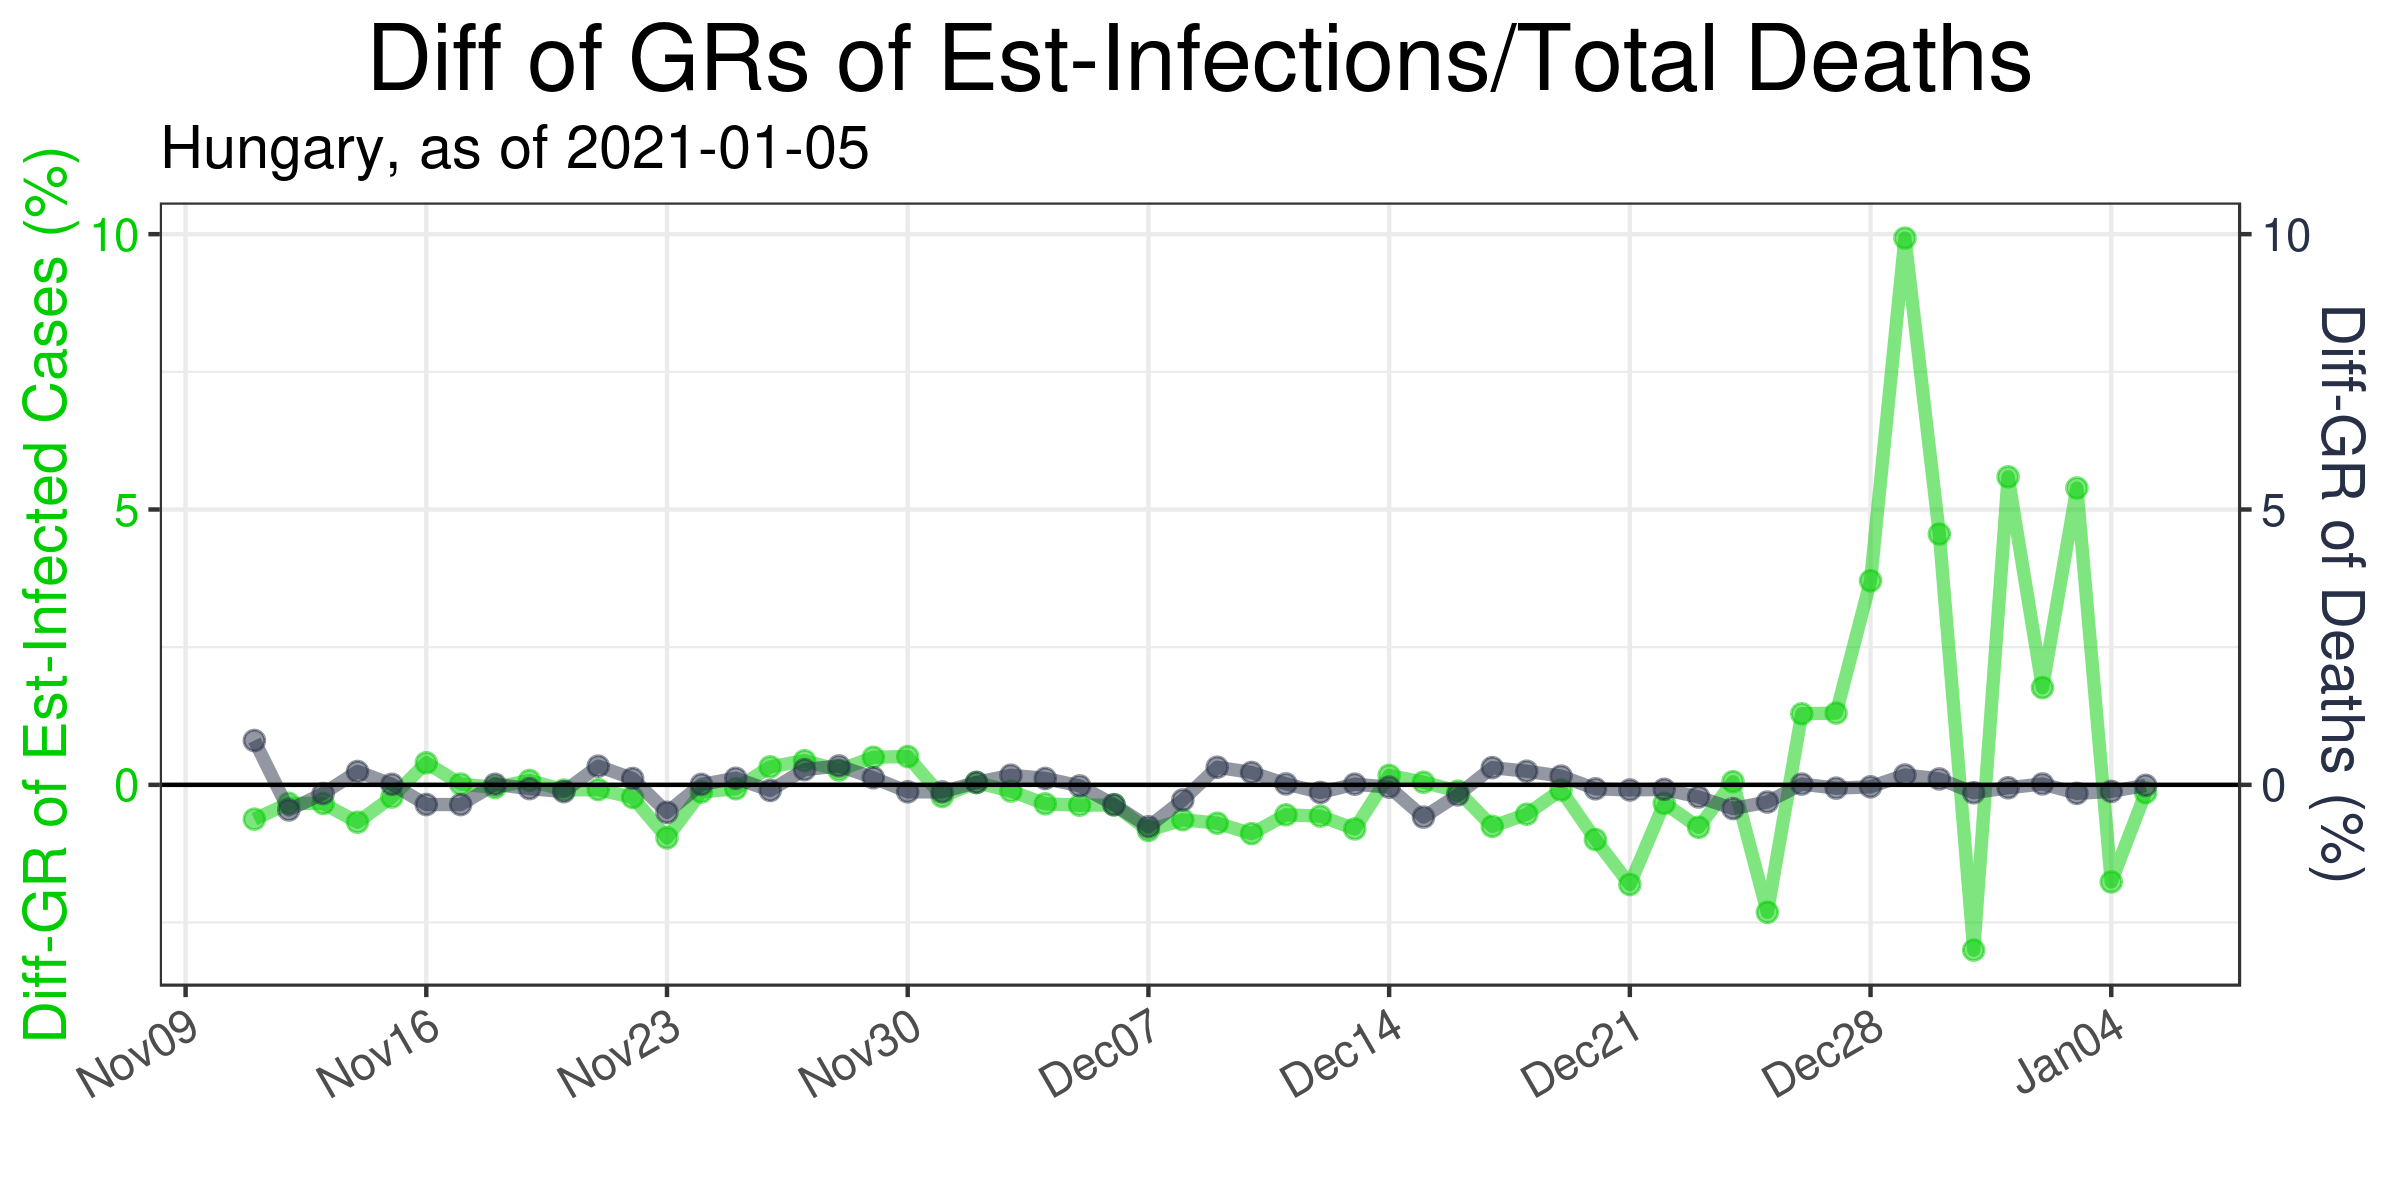 Diff of GRs of Est-Infections/Total Deaths
Hungary, as of 2021-01-05
Diff-GR of Est-Infected Cases (%)
10
5
0
10
5
0
Diff-GR of Deaths (%)
Nov09
Nov16
Nov23
Nov30
Dec07
Dec14
Dec21
Dec28
Jan04